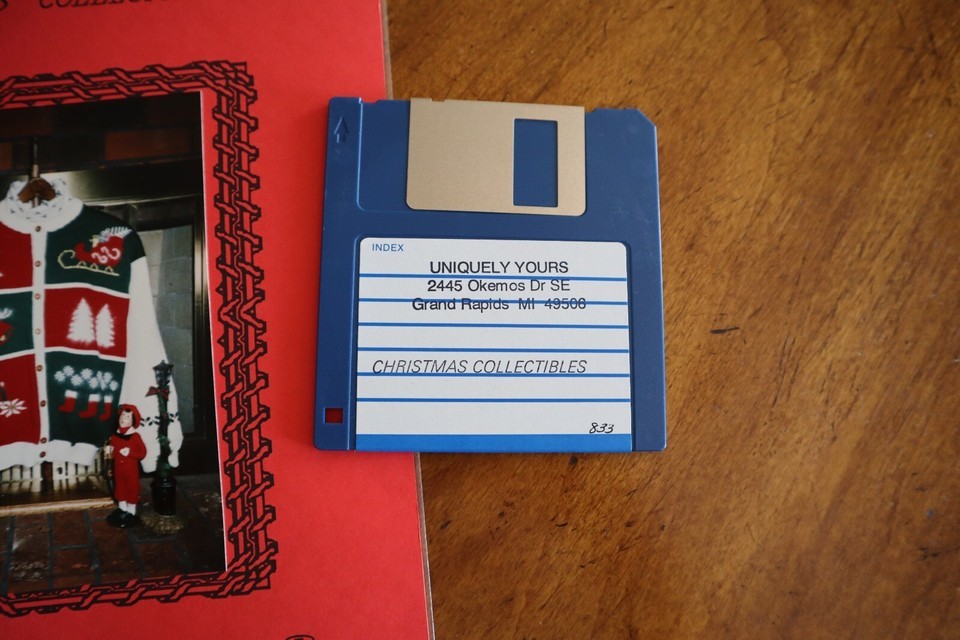 INDEX
UNIQUELY YOURS
2445 Okemos Dr SE
Grand Rapids MI 49506
CHRISTMAS COLLECTIBLES
833